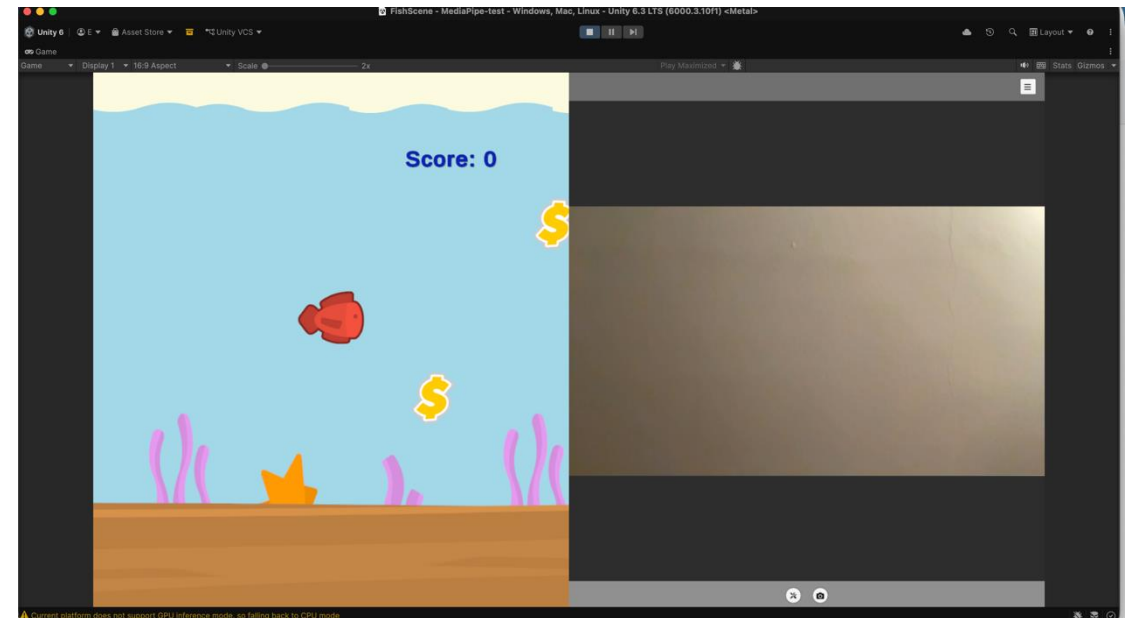 FishScene - MediaPipe-test - Windows, Mac, Linux - Unity 6.3 LTS (6000.3.10f1) <Metal>
Unity 6 E Asset Store Unity VCS Layout
Game
Game Display 1 16:9 Aspect Scale 2x Play Maximized Stats Gizmos
Score: 0
$
$
Current platform does not support GPU inference mode, so falling back to CPU mode